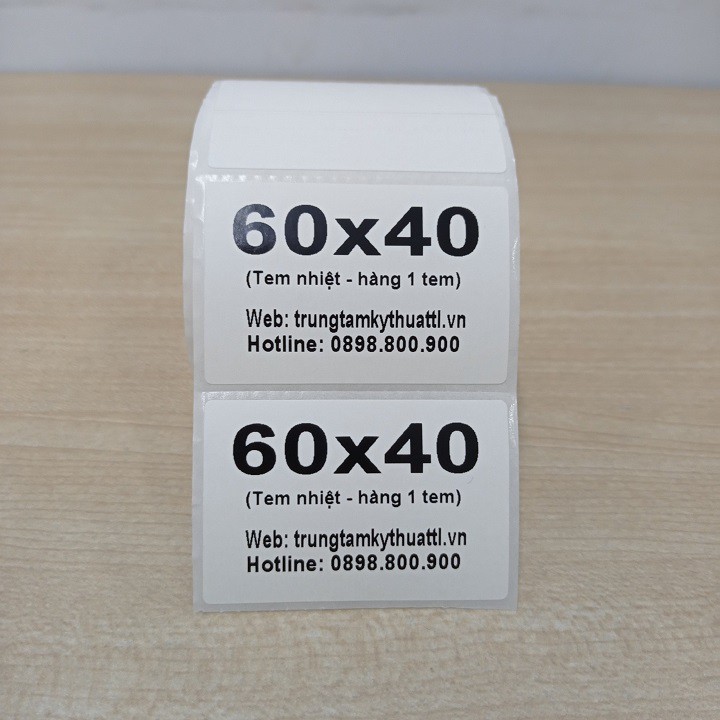 60x40
(Tem nhiệt - hàng 1 tem)
Web: trungtamkythuattl.vn
Hotline: 0898.800.900
60x40
(Tem nhiệt - hàng 1 tem)
Web: trungtamkythuattl.vn
Hotline: 0898.800.900